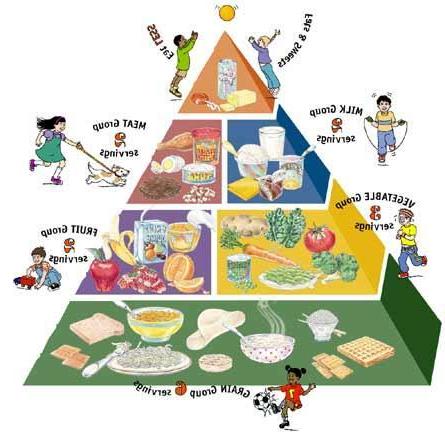 Eat LESS
Fats & Sweets
MEAT Group
2
servings
MILK Group
2
servings
FRUIT Group
2
servings
VEGETABLE Group
3
servings
GRAIN Group 6 servings